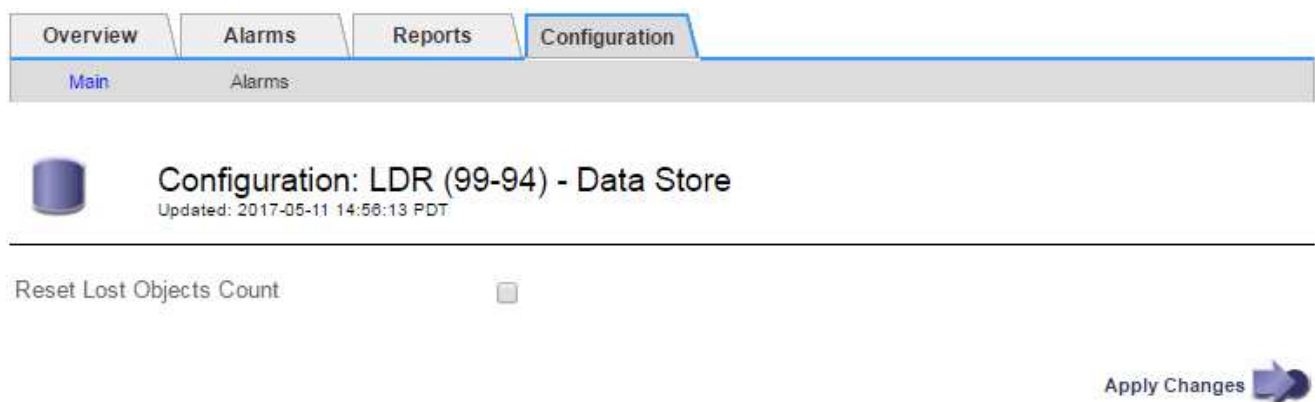 Overview Alarms Reports Configuration
Main Alarms
Configuration: LDR (99-94) - Data Store
Updated: 2017-05-11 14:56:13 PDT
Reset Lost Objects Count
Apply Changes